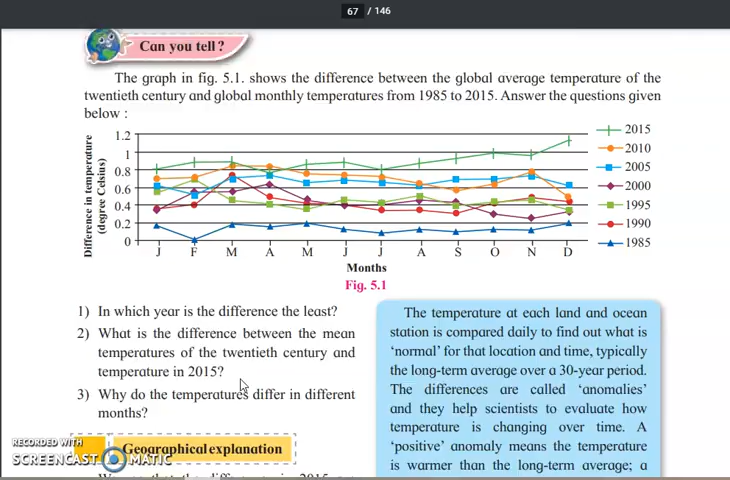 67 / 146
Can you tell?
The graph in fig. 5.1. shows the difference between the global average temperature of the
twentieth century and global monthly temperatures from 1985 to 2015. Answer the questions given
below :
Difference in temperature
(degree Celsius)
1.2
1
0.8
0.6
0.4
0.2
0
J F M A M J J A S O N D
Months
2015
2010
2005
2000
1995
1990
1985
Fig. 5.1
1) In which year is the difference the least?
2) What is the difference between the mean
temperatures of the twentieth century and
temperature in 2015?
3) Why do the temperatures differ in different
months?
Geographical explanation
The temperature at each land and ocean
station is compared daily to find out what is
‘normal’ for that location and time, typically
the long-term average over a 30-year period.
The differences are called ‘anomalies’
and they help scientists to evaluate how
temperature is changing over time. A
‘positive’ anomaly means the temperature
is warmer than the long-term average; a
RECORDED WITH
SCREENCAST MATIC